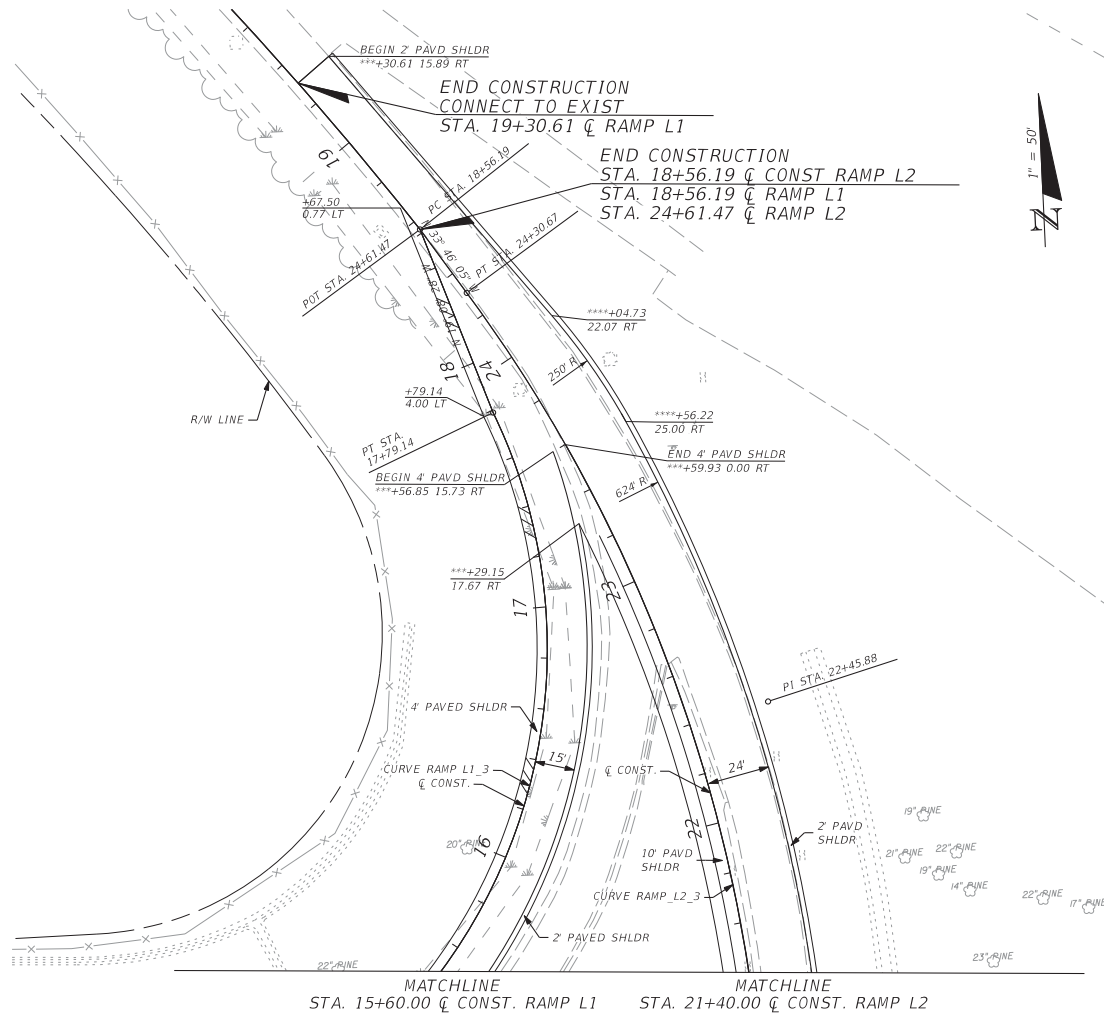 BEGIN 2' PAVD SHLDR
***+30.61 15.89 RT
END CONSTRUCTION
CONNECT TO EXIST
STA. 19+30.61 ℄ RAMP L1
1" = 50'
N
END CONSTRUCTION
STA. 18+56.19 ℄ CONST RAMP L2
STA. 18+56.19 ℄ RAMP L1
STA. 24+61.47 ℄ RAMP L2
19
+67.50
0.77 LT
PC STA. 18+56.19
POT STA. 24+61.47
PT STA. 24+30.67
33° 46' 05"
****+04.73
22.07 RT
18
24
250' R
+79.14
4.00 LT
R/W LINE
PT STA.
17+79.14
****+56.22
25.00 RT
END 4' PAVD SHLDR
***+59.93 0.00 RT
BEGIN 4' PAVD SHLDR
***+56.85 15.73 RT
624' R
***+29.15
17.67 RT
23
17
PI STA. 22+45.88
4' PAVED SHLDR
15'
CURVE RAMP L1_3
℄ CONST.
℄ CONST.
24'
22
2' PAVD
SHLDR
10' PAVD
SHLDR
CURVE RAMP_L2_3
20" PINE
16
19" PINE
21" PINE
22" PINE
19" PINE
14" PINE
22" PINE
17" PINE
2' PAVED SHLDR
22" PINE
23" PINE
MATCHLINE
STA. 15+60.00 ℄ CONST. RAMP L1
MATCHLINE
STA. 21+40.00 ℄ CONST. RAMP L2